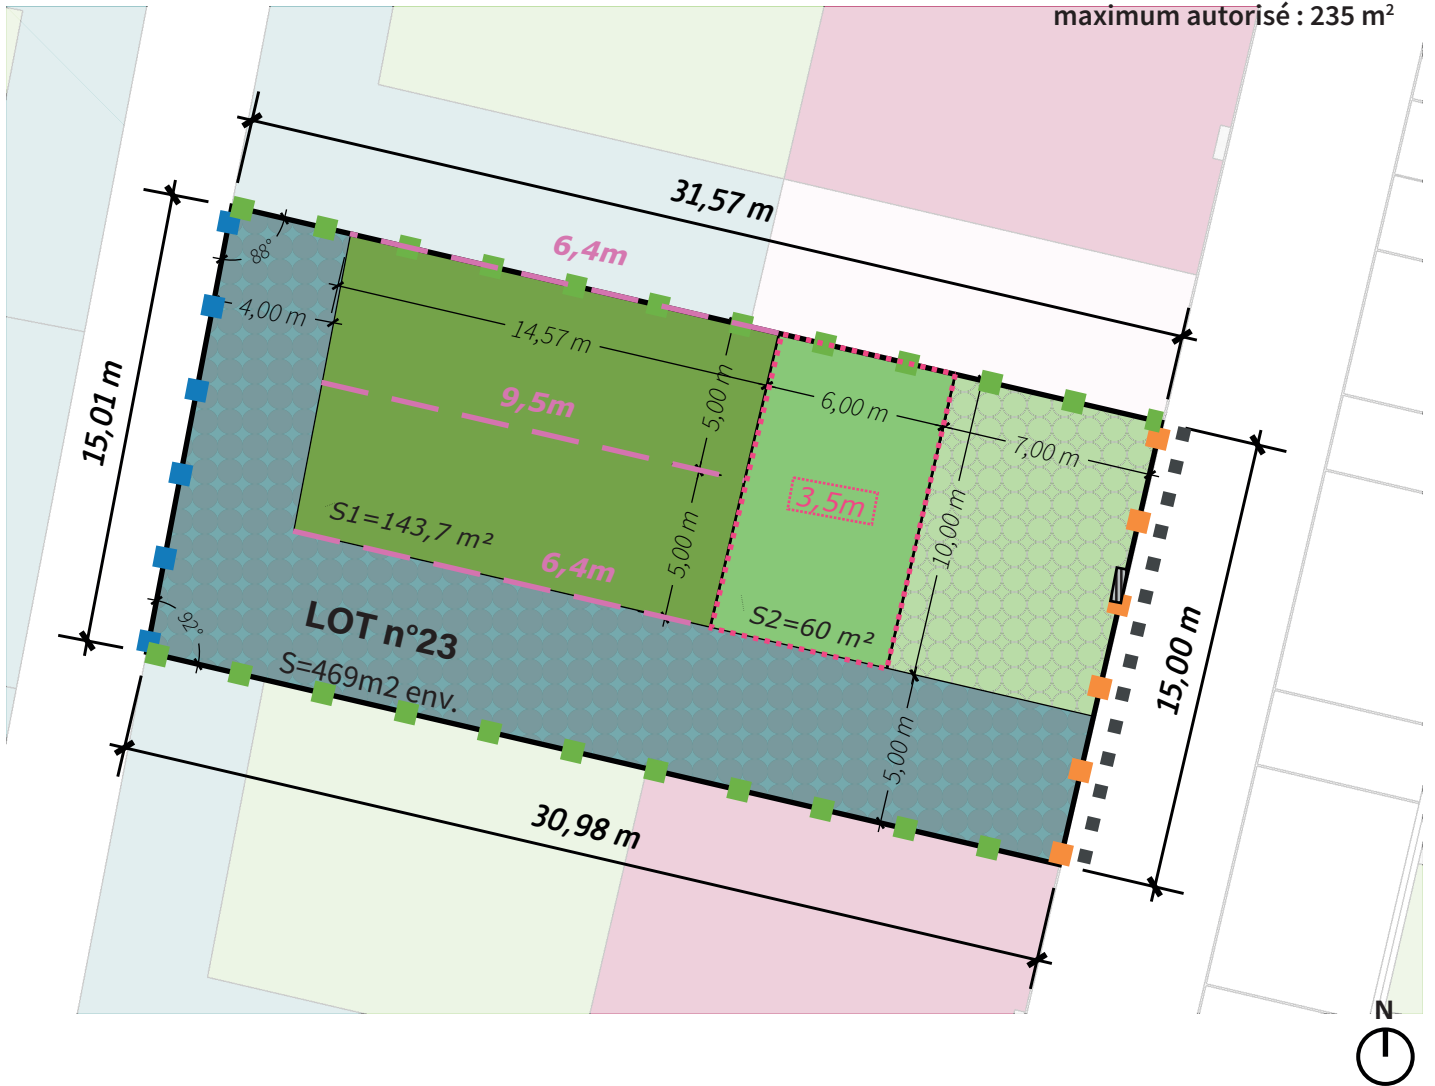 maximum autorisé : 235 m²
31,57 m
6,4m
88°
4,00 m
14,57 m
15,01 m
9,5m
5,00 m
6,00 m
7,00 m
3,5m
S1=143,7 m²
5,00 m
10,00 m
6,4m
92°
LOT n°23
S=469m2 env.
S2=60 m²
15,00 m
5,00 m
30,98 m
N